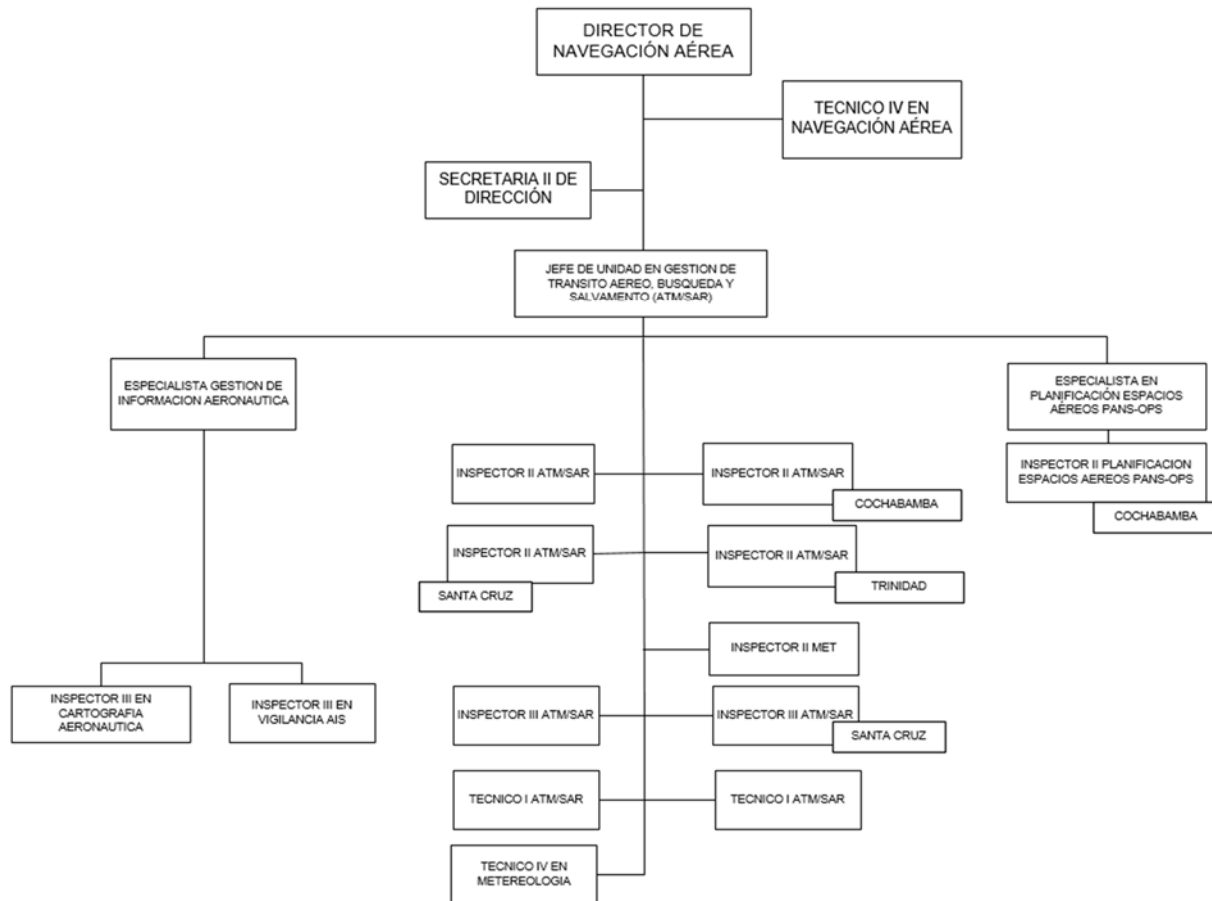 DIRECTOR DE
NAVEGACIÓN AÉREA
TECNICO IV EN
NAVEGACIÓN AÉREA
SECRETARIA II DE
DIRECCIÓN
JEFE DE UNIDAD EN GESTION DE
TRANSITO AEREO, BUSQUEDA Y
SALVAMENTO (ATM/SAR)
ESPECIALISTA GESTION DE
INFORMACION AERONAUTICA
ESPECIALISTA EN
PLANIFICACIÓN ESPACIOS
AÉREOS PANS-OPS
INSPECTOR II PLANIFICACION
ESPACIOS AEREOS PANS-OPS
COCHABAMBA
INSPECTOR II ATM/SAR
INSPECTOR II ATM/SAR
COCHABAMBA
INSPECTOR II ATM/SAR
SANTA CRUZ
INSPECTOR II ATM/SAR
TRINIDAD
INSPECTOR II MET
INSPECTOR III EN
CARTOGRAFIA
AERONAUTICA
INSPECTOR III EN
VIGILANCIA AIS
INSPECTOR III ATM/SAR
INSPECTOR III ATM/SAR
SANTA CRUZ
TECNICO I ATM/SAR
TECNICO I ATM/SAR
TECNICO IV EN
METEREOLOGIA